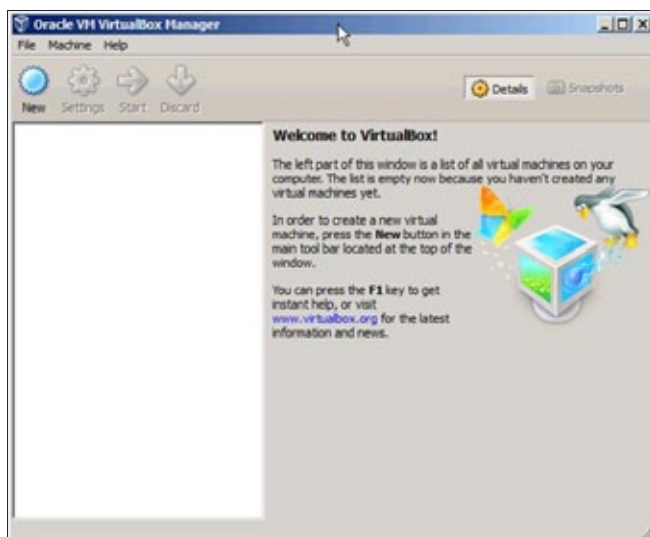 Oracle VM VirtualBox Manager
File Machine Help
New Settings Start Discard
Details Snapshots
Welcome to VirtualBox!
The left part of this window is a list of all virtual machines on your
computer. The list is empty now because you haven't created any
virtual machines yet.
In order to create a new virtual
machine, press the New button in the
main tool bar located at the top of the
window.
You can press the F1 key to get
instant help, or visit
www.virtualbox.org for the latest
information and news.